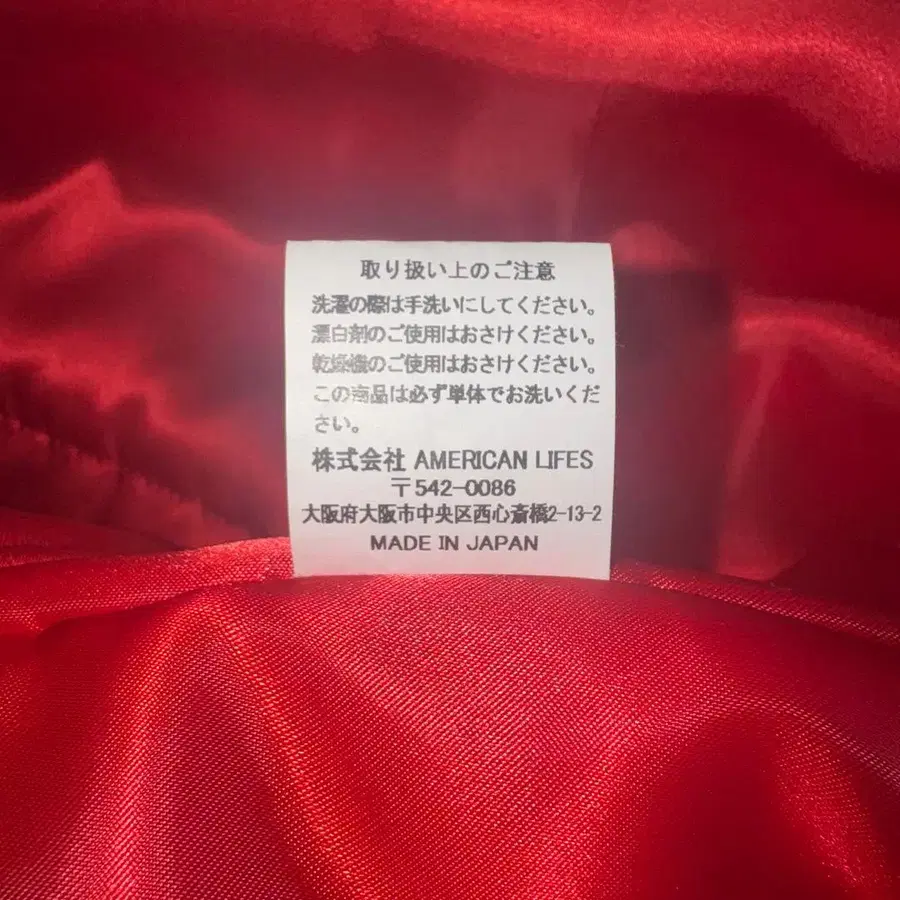 取り扱い上のご注意
洗濯の際は手洗いにしてください。
漂白剤のご使用はおさけください。
乾燥機のご使用はおさけください。
この商品は必ず単体でお洗いくだ
さい。
株式会社 AMERICAN LIFES
〒542-0086
大阪府大阪市中央区西心斎橋2-13-2
MADE IN JAPAN